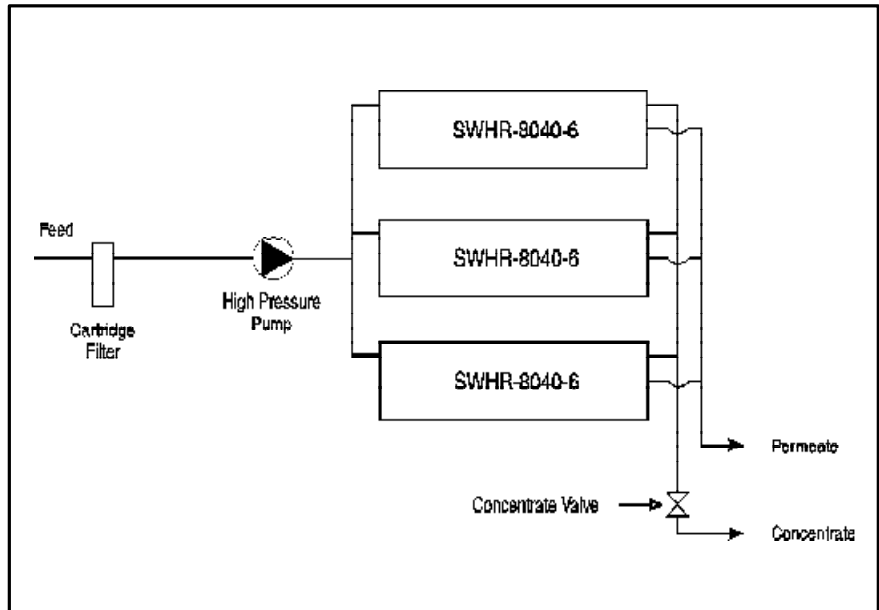 SWHR-8040-6
Feed
SWHR-8040-6
High Pressure
Pump
Cartridge
Filter
SWHR-8040-6
Permeate
Concentrate Valve
Concentrate